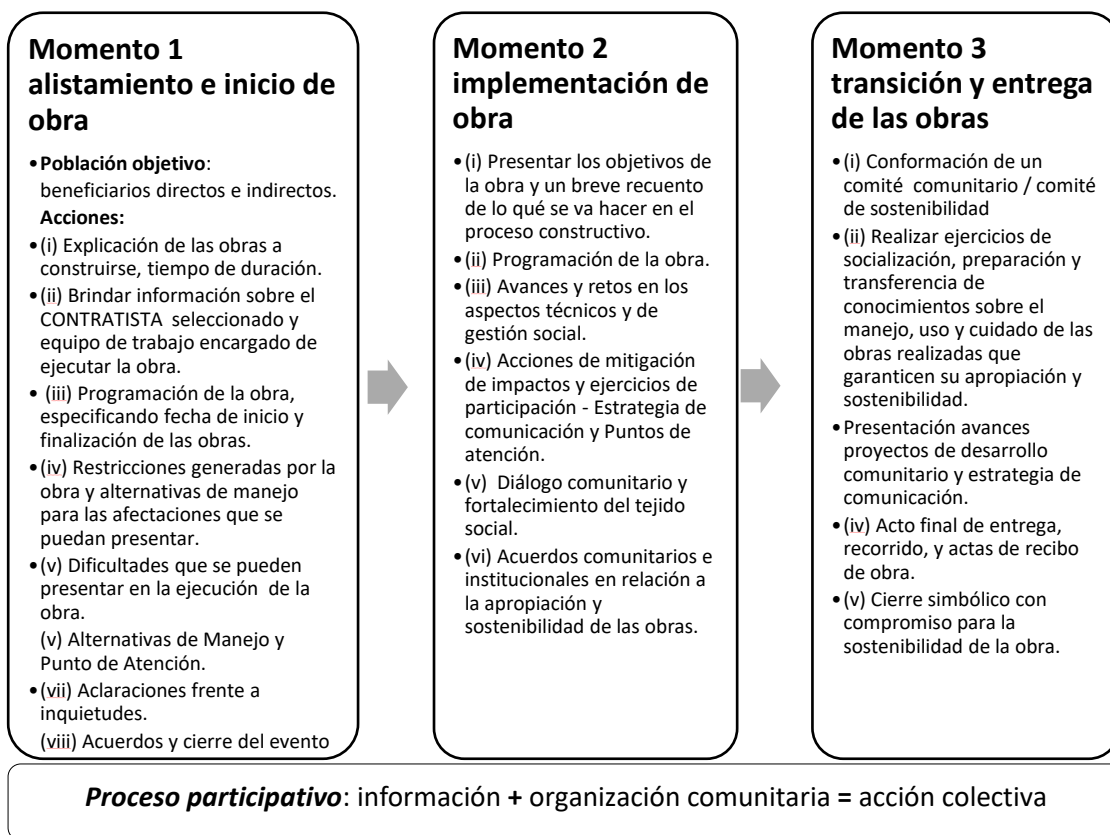 Momento 1
alistamiento e inicio de
obra
•Población objetivo:
beneficiarios directos e indirectos.
Acciones:
•(i) Explicación de las obras a
construirse, tiempo de duración.
•(ii) Brindar información sobre el
CONTRATISTA seleccionado y
equipo de trabajo encargado de
ejecutar la obra.
• (iii) Programación de la obra,
especificando fecha de inicio y
finalización de las obras.
•(iv) Restricciones generadas por la
obra y alternativas de manejo
para las afectaciones que se
puedan presentar.
•(v) Dificultades que se pueden
presentar en la ejecución de la
obra.
(v) Alternativas de Manejo y
Punto de Atención.
•(vii) Aclaraciones frente a
inquietudes.
(viii) Acuerdos y cierre del evento
Momento 2
implementación de
obra
•(i) Presentar los objetivos de
la obra y un breve recuento
de lo qué se va hacer en el
proceso constructivo.
•(ii) Programación de la obra.
•(iii) Avances y retos en los
aspectos técnicos y de
gestión social.
•(iv) Acciones de mitigación
de impactos y ejercicios de
participación - Estrategia de
comunicación y Puntos de
atención.
•(v) Diálogo comunitario y
fortalecimiento del tejido
social.
•(vi) Acuerdos comunitarios e
institucionales en relación a
la apropiación y
sostenibilidad de las obras.
Momento 3
transición y entrega
de las obras
•(i) Conformación de un
comité comunitario / comité
de sostenibilidad
•(ii) Realizar ejercicios de
socialización, preparación y
transferencia de
conocimientos sobre el
manejo, uso y cuidado de las
obras realizadas que
garanticen su apropiación y
sostenibilidad.
•Presentación avances
proyectos de desarrollo
comunitario y estrategia de
comunicación.
•(iv) Acto final de entrega,
recorrido, y actas de recibo
de obra.
•(v) Cierre simbólico con
compromiso para la
sostenibilidad de la obra.
Proceso participativo: información + organización comunitaria = acción colectiva